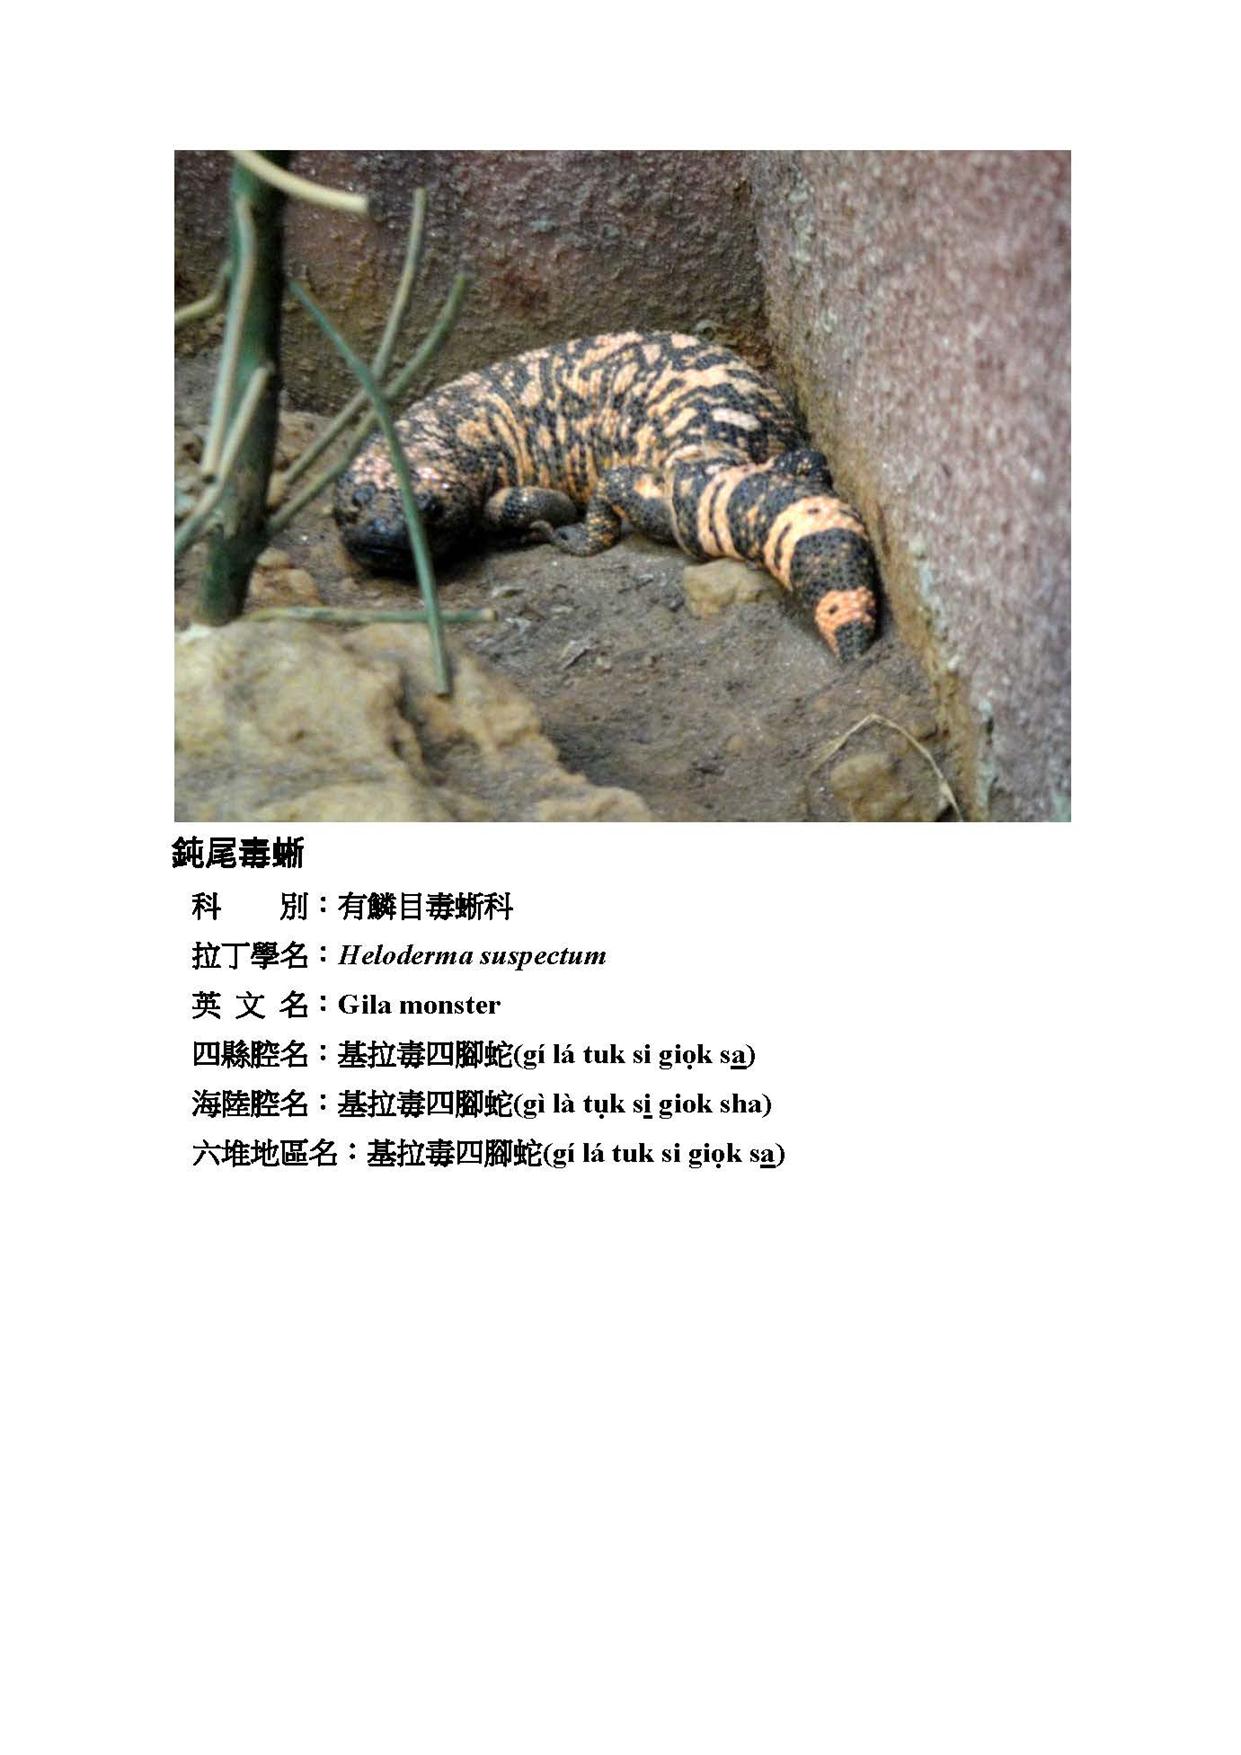 鈍尾毒蜥
科　　別：有鱗目毒蜥科
拉丁學名：Heloderma suspectum
英 文 名：Gila monster
四縣腔名：基拉毒四腳蛇(gí lá tuk si giọk sa̲)
海陸腔名：基拉毒四腳蛇(gì là tụk si̲ giok sha)
六堆地區名：基拉毒四腳蛇(gí lá tuk si giọk sa̲)